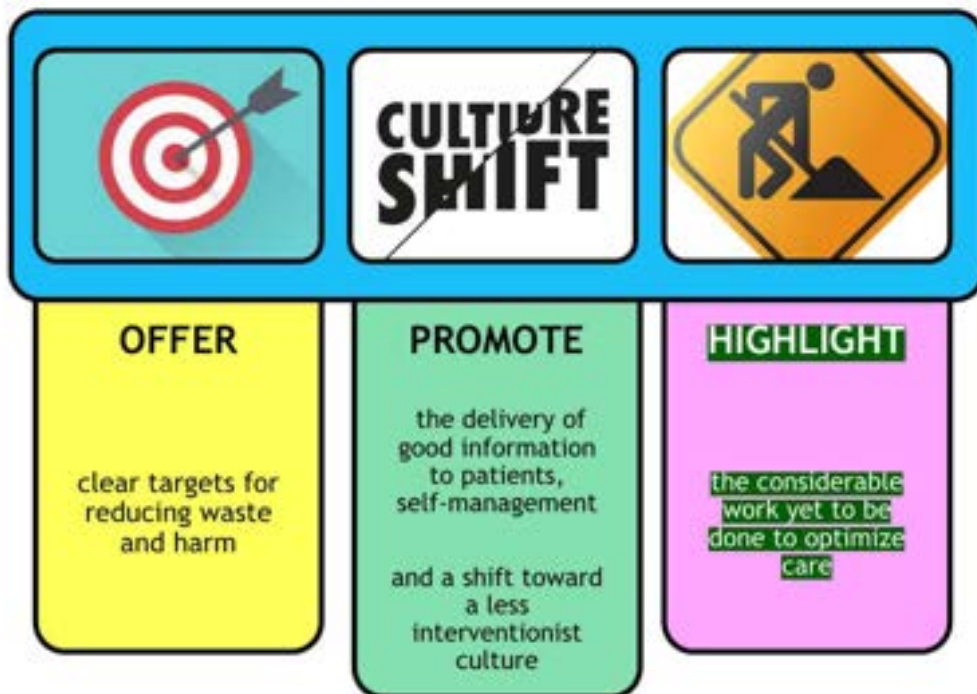 CULTURE
SHIFT
OFFER
clear targets for
reducing waste
and harm
PROMOTE
the delivery of
good information
to patients,
self-management
and a shift toward
a less
interventionist
culture
HIGHLIGHT
the considerable
work yet to be
done to optimize
care